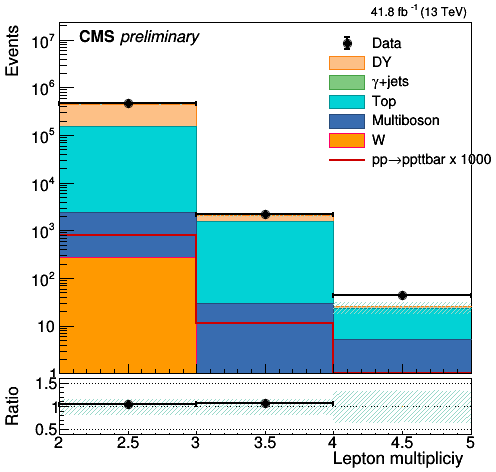 41.8 fb⁻¹ (13 TeV)
CMS preliminary
Events
10⁷
10⁶
10⁵
10⁴
10³
10²
10
1
Data
DY
γ+jets
Top
Multiboson
W
pp→ppttbar x 1000
Ratio
1.5
1
0.5
2 2.5 3 3.5 4 4.5 5
Lepton multipliciy